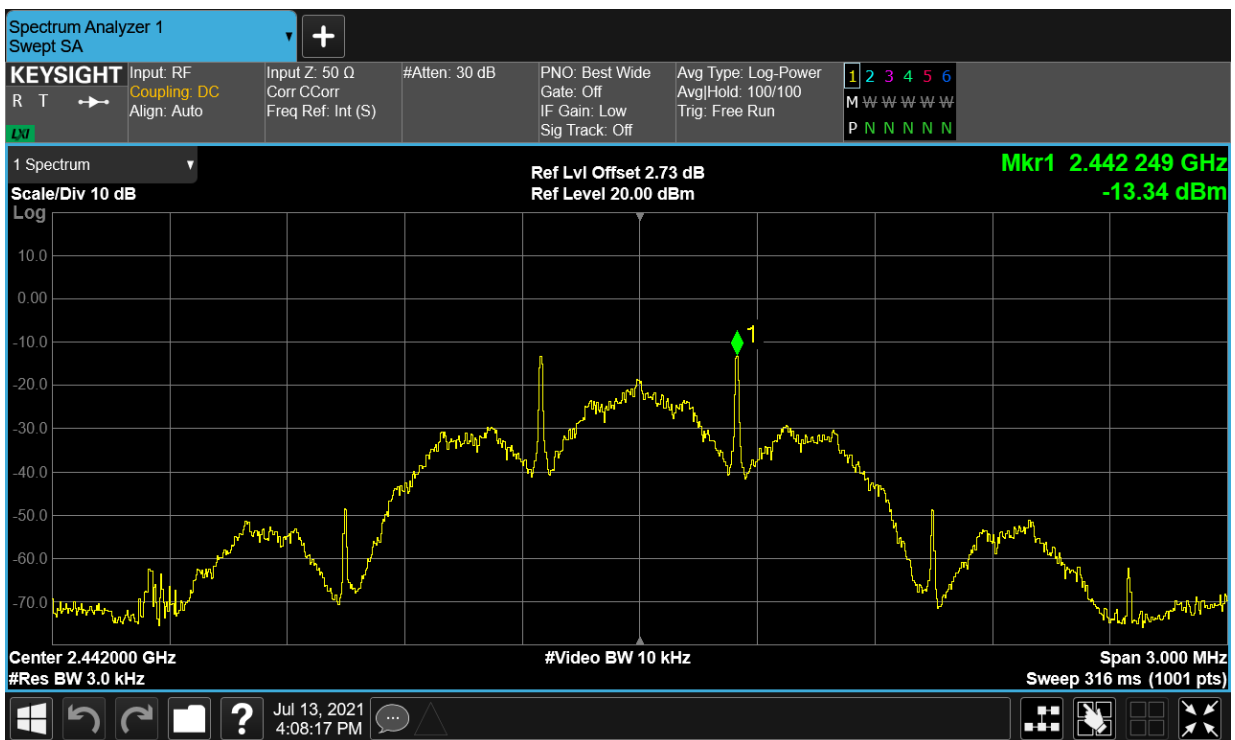 Spectrum Analyzer 1
Swept SA
KEYSIGHT
R T
LXI
Input: RF
Coupling: DC
Align: Auto
Input Z: 50 Ω
Corr CCorr
Freq Ref: Int (S)
#Atten: 30 dB
PNO: Best Wide
Gate: Off
IF Gain: Low
Sig Track: Off
Avg Type: Log-Power
Avg|Hold: 100/100
Trig: Free Run
1 2 3 4 5 6
M W W W W W
P N N N N N
1 Spectrum
Scale/Div 10 dB
Log
Ref Lvl Offset 2.73 dB
Ref Level 20.00 dBm
Mkr1 2.442 249 GHz
-13.34 dBm
10.0
0.00
-10.0
-20.0
-30.0
-40.0
-50.0
-60.0
-70.0
1
Center 2.442000 GHz
#Res BW 3.0 kHz
#Video BW 10 kHz
Span 3.000 MHz
Sweep 316 ms (1001 pts)
?
Jul 13, 2021
4:08:17 PM